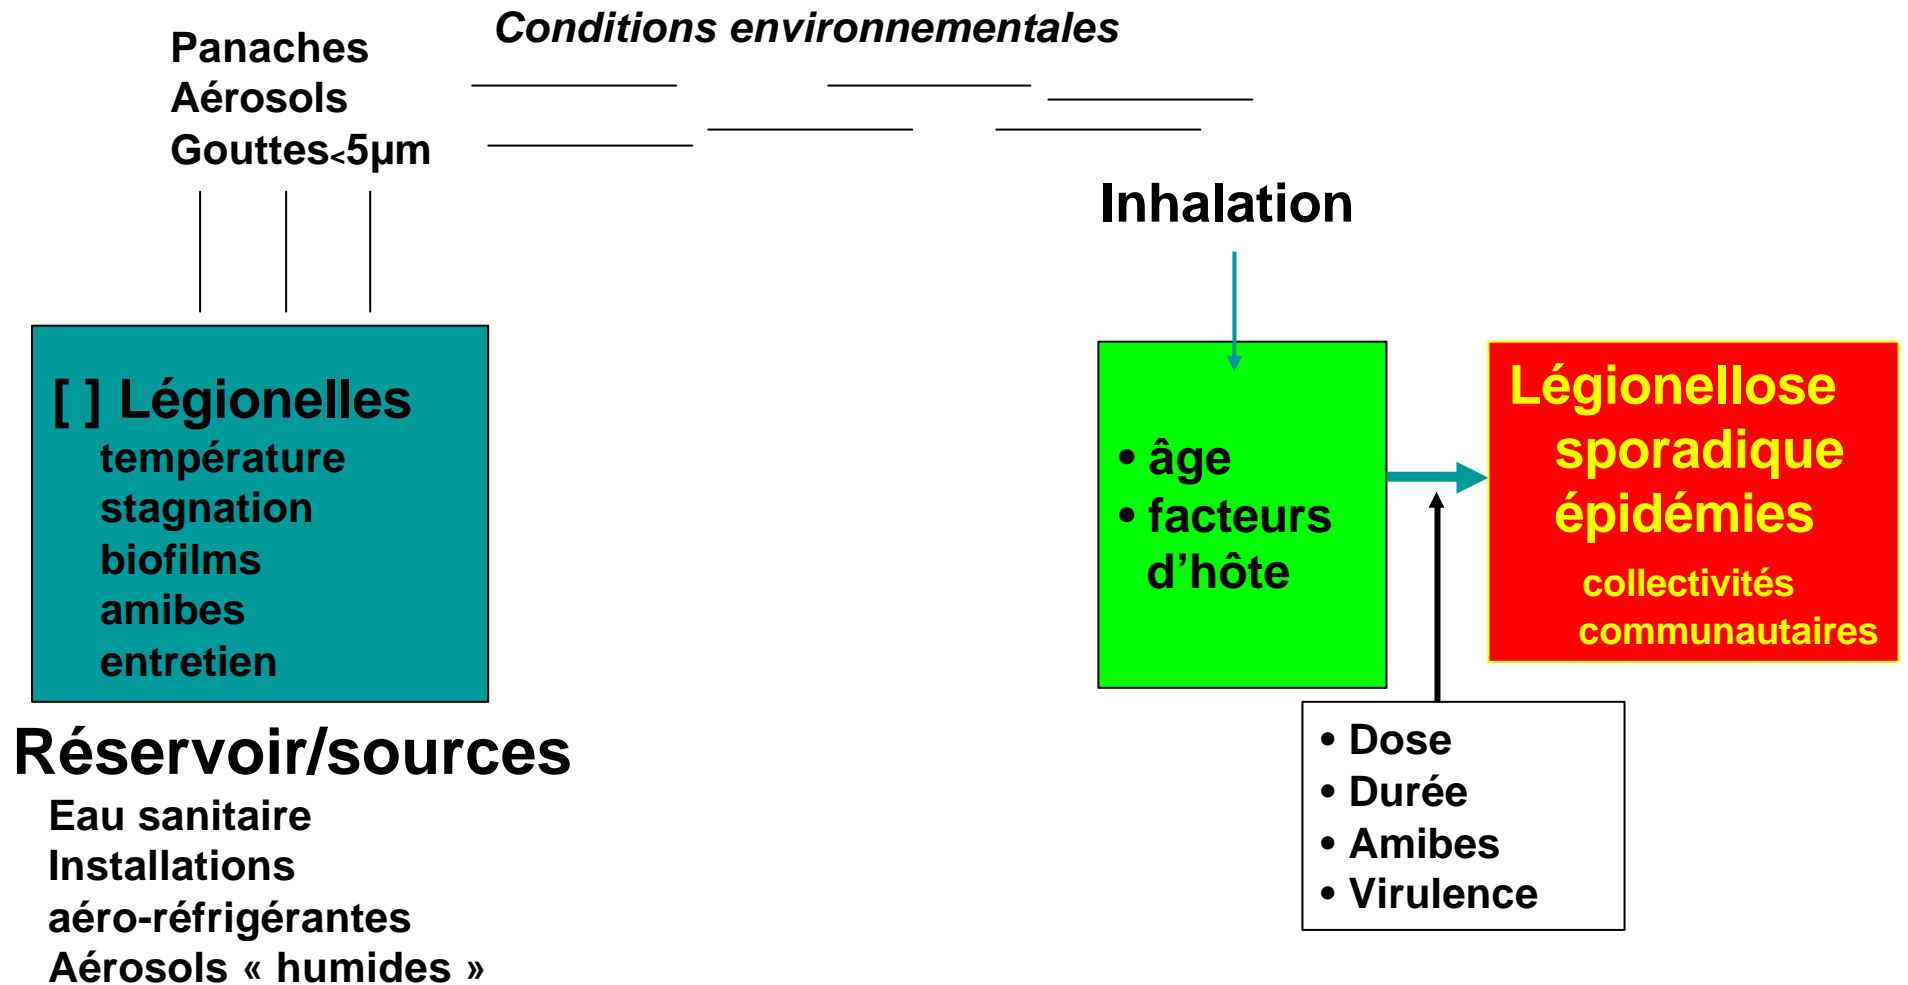 Conditions environnementales
Panaches
Aérosols
Gouttes<5µm
Inhalation
[ ] Légionelles
température
stagnation
biofilms
amibes
entretien
• âge
• facteurs
d’hôte
Légionellose
sporadique
épidémies
collectivités
communautaires
Réservoir/sources
Eau sanitaire
Installations
aéro-réfrigérantes
Aérosols « humides »
• Dose
• Durée
• Amibes
• Virulence